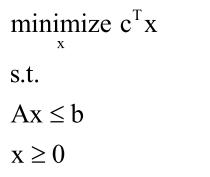 minimize cᵀx
x
s.t.
Ax ≤ b
x ≥ 0